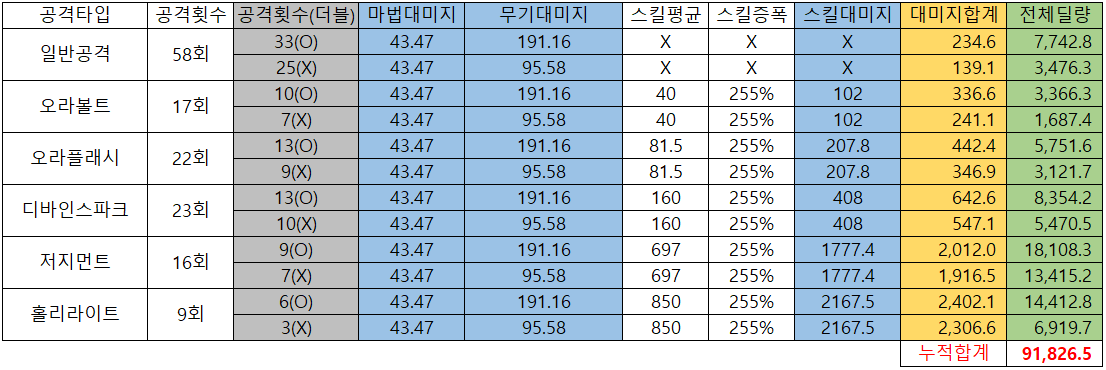 공격타입 공격횟수 공격횟수(더블) 마법대미지 무기대미지 스킬평균 스킬증폭 스킬대미지 대미지합계 전체딜량
일반공격 58회 33(O) 43.47 191.16 X X X 234.6 7,742.8
25(X) 43.47 95.58 X X X 139.1 3,476.3
오라볼트 17회 10(O) 43.47 191.16 40 255% 102 336.6 3,366.3
7(X) 43.47 95.58 40 255% 102 241.1 1,687.4
오라플래시 22회 13(O) 43.47 191.16 81.5 255% 207.8 442.4 5,751.6
9(X) 43.47 95.58 81.5 255% 207.8 346.9 3,121.7
디바인스파크 23회 13(O) 43.47 191.16 160 255% 408 642.6 8,354.2
10(X) 43.47 95.58 160 255% 408 547.1 5,470.5
저지먼트 16회 9(O) 43.47 191.16 697 255% 1777.4 2,012.0 18,108.3
7(X) 43.47 95.58 697 255% 1777.4 1,916.5 13,415.2
홀리라이트 9회 6(O) 43.47 191.16 850 255% 2167.5 2,402.1 14,412.8
3(X) 43.47 95.58 850 255% 2167.5 2,306.6 6,919.7
누적합계 91,826.5